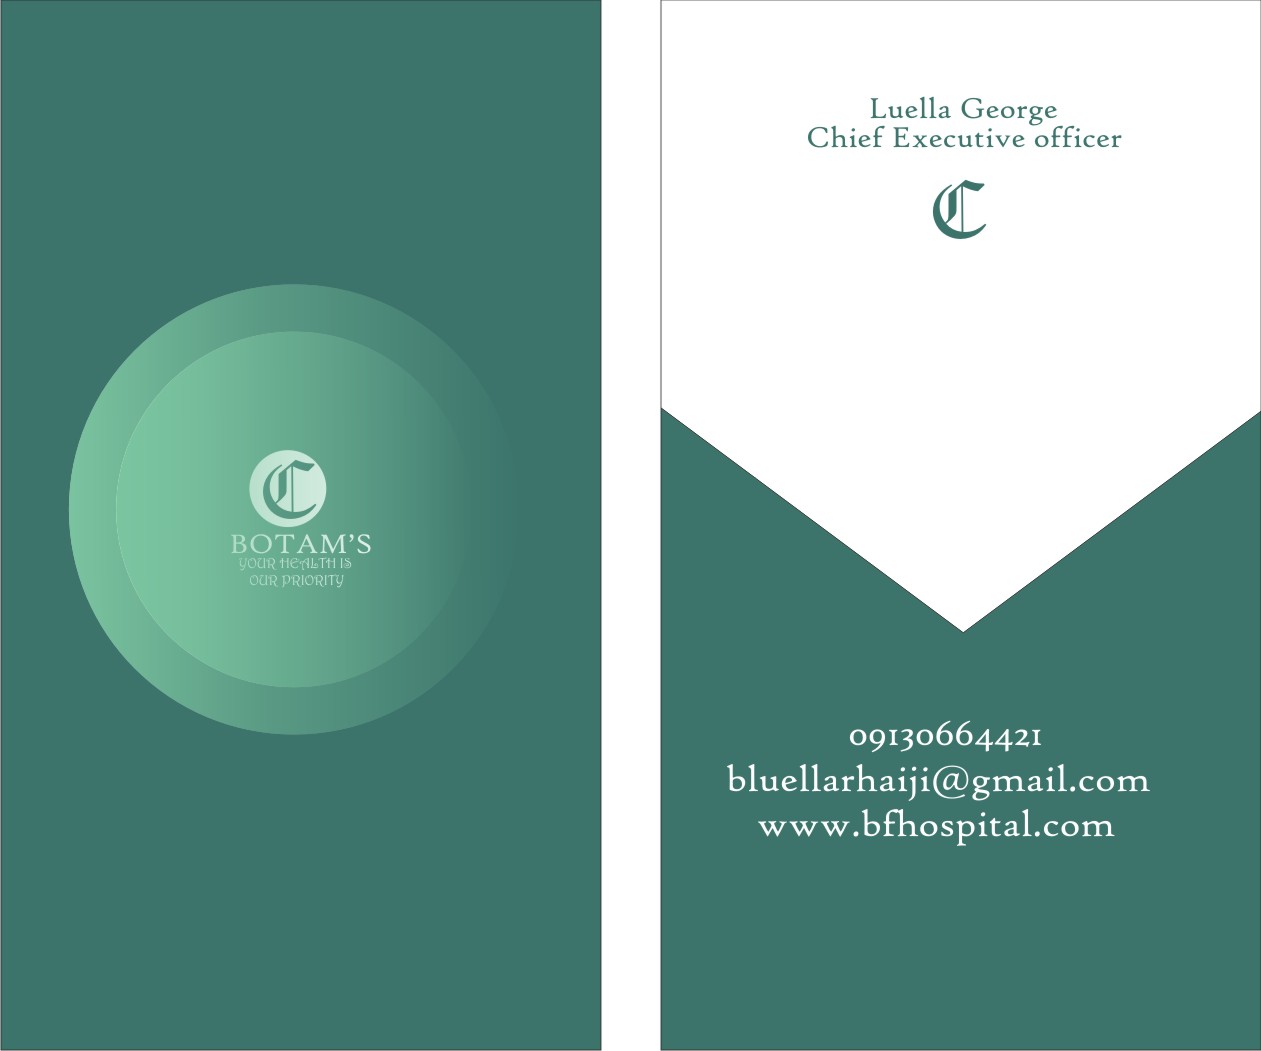 C
BOTAM'S
YOUR HEALTH IS
OUR PRIORITY
Luella George
Chief Executive officer
C
09130664421
bluellarhaiji@gmail.com
www.bfhospital.com